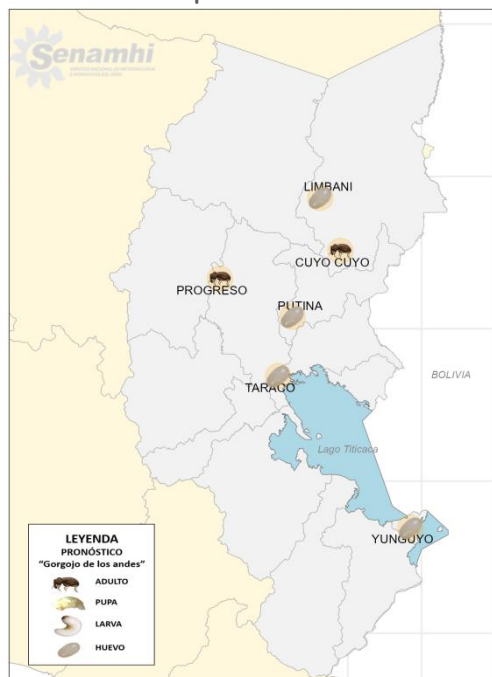 Senamhi
LIMBANI
CUYO CUYO
PROGRESO
PUTINA
TARACO
BOLIVIA
Lago Titicaca
YUNGUYO
LEYENDA
PRONÓSTICO
"Gorgojo de los andes"
ADULTO
PUPA
LARVA
HUEVO